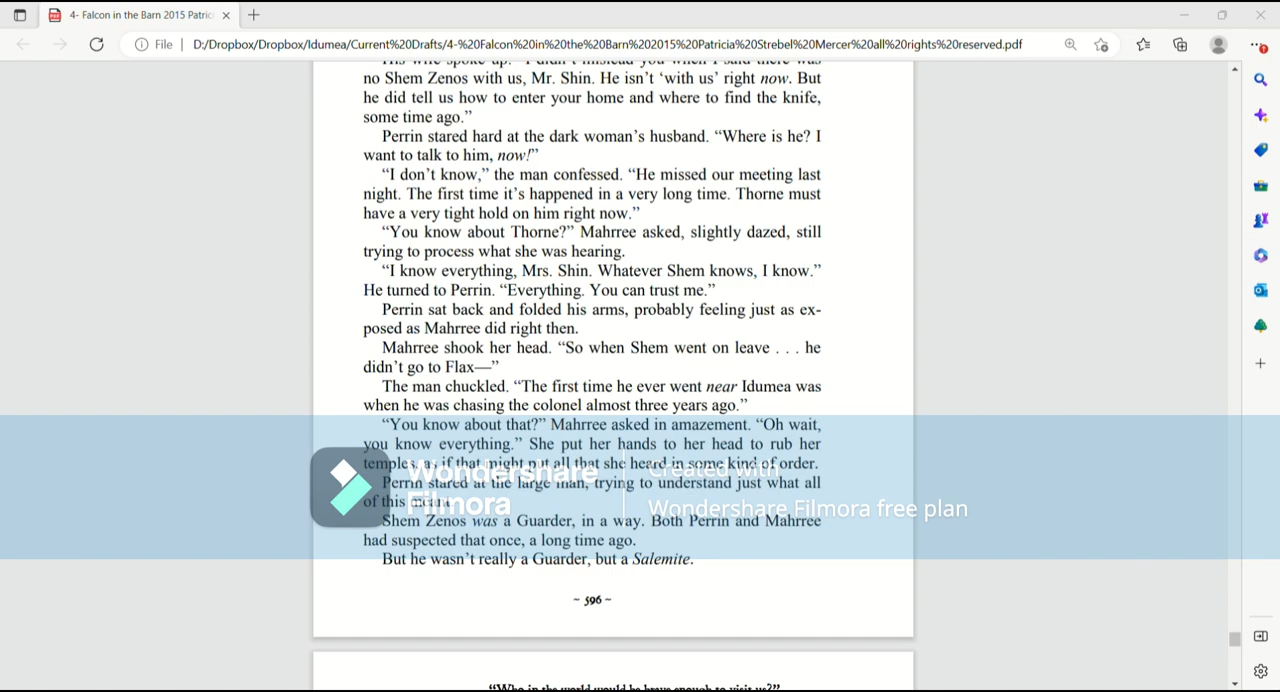 4- Falcon in the Barn 2015 Patric
File | D:/Dropbox/Dropbox/Idumea/Current%20Drafts/4-%20Falcon%20in%20the%20Barn%202015%20Patricia%20Strebel%20Mercer%20all%20rights%20reserved.pdf
His wife spoke up. “I didn’t mislead you when I said there was
no Shem Zenos with us, Mr. Shin. He isn’t ‘with us’ right now. But
he did tell us how to enter your home and where to find the knife,
some time ago.”
Perrin stared hard at the dark woman’s husband. “Where is he? I
want to talk to him, now!”
“I don’t know,” the man confessed. “He missed our meeting last
night. The first time it’s happened in a very long time. Thorne must
have a very tight hold on him right now.”
“You know about Thorne?” Mahrree asked, slightly dazed, still
trying to process what she was hearing.
“I know everything, Mrs. Shin. Whatever Shem knows, I know.”
He turned to Perrin. “Everything. You can trust me.”
Perrin sat back and folded his arms, probably feeling just as ex-
posed as Mahrree did right then.
Mahrree shook her head. “So when Shem went on leave . . . he
didn’t go to Flax—”
The man chuckled. “The first time he ever went near Idumea was
when he was chasing the colonel almost three years ago.”
“You know about that?” Mahrree asked in amazement. “Oh wait,
you know everything.” She put her hands to her head to rub her
temples, as if that might put all that she heard in some kind of order.
Perrin stared at the large man, trying to understand just what all
of this meant.
Shem Zenos was a Guarder, in a way. Both Perrin and Mahrree
had suspected that once, a long time ago.
But he wasn’t really a Guarder, but a Salemite.
~ 596 ~
“Who in the world would be brave enough to visit us?”
Wondershare
Filmora
Created with
Wondershare Filmora free plan